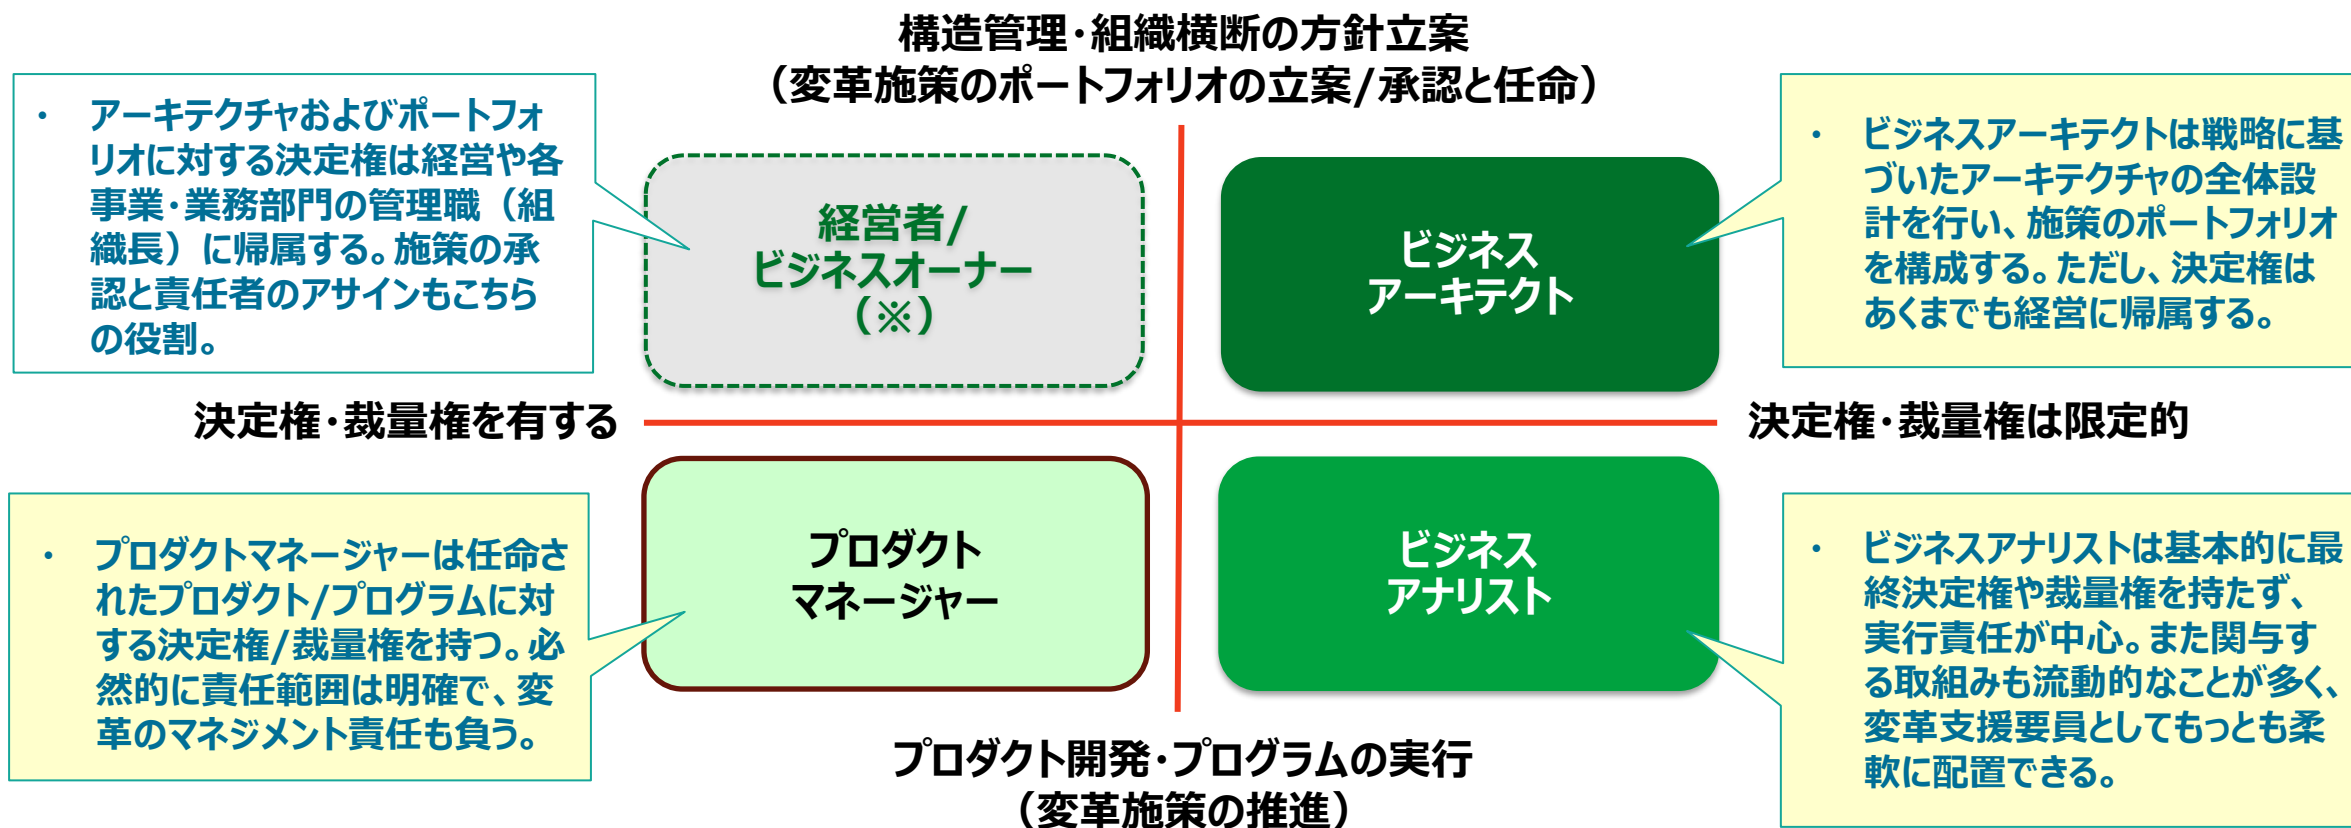 構造管理・組織横断の方針立案
（変革施策のポートフォリオの立案/承認と任命）
・ アーキテクチャおよびポートフォ
リオに対する決定権は経営や各
事業・業務部門の管理職（組
織長）に帰属する。施策の承
認と責任者のアサインもこちら
の役割。
経営者/
ビジネスオーナー
（※）
ビジネス
アーキテクト
・ ビジネスアーキテクトは戦略に基
づいたアーキテクチャの全体設
計を行い、施策のポートフォリオ
を構成する。ただし、決定権は
あくまでも経営に帰属する。
決定権・裁量権を有する
決定権・裁量権は限定的
・ プロダクトマネージャーは任命さ
れたプロダクト/プログラムに対
する決定権/裁量権を持つ。必
然的に責任範囲は明確で、変
革のマネジメント責任も負う。
プロダクト
マネージャー
ビジネス
アナリスト
・ ビジネスアナリストは基本的に最
終決定権や裁量権を持たず、
実行責任が中心。また関与す
る取組みも流動的なことが多く、
変革支援要員としてもっとも柔
軟に配置できる。
プロダクト開発・プログラムの実行
（変革施策の推進）